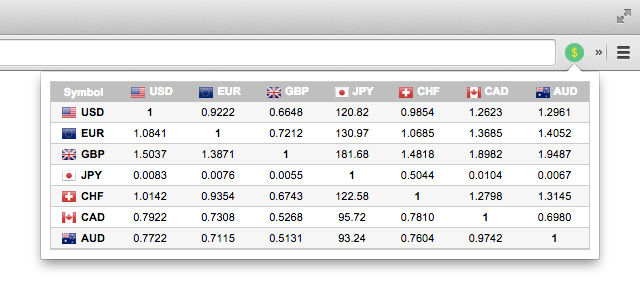 $ »
Symbol USD EUR GBP JPY CHF CAD AUD
USD 1 0.9222 0.6648 120.82 0.9854 1.2623 1.2961
EUR 1.0841 1 0.7212 130.97 1.0685 1.3685 1.4052
GBP 1.5037 1.3871 1 181.68 1.4818 1.8982 1.9487
JPY 0.0083 0.0076 0.0055 1 0.5044 0.0104 0.0067
CHF 1.0142 0.9354 0.6743 122.58 1 1.2798 1.3145
CAD 0.7922 0.7308 0.5268 95.72 0.7810 1 0.6980
AUD 0.7722 0.7115 0.5131 93.24 0.7604 0.9742 1